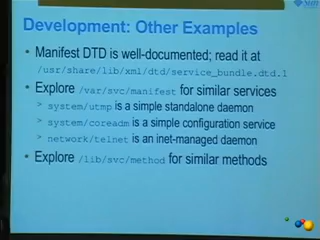 Development: Other Examples
• Manifest DTD is well-documented; read it at
/usr/share/lib/xml/dtd/service_bundle.dtd.1
• Explore /var/svc/manifest for similar services
> system/utmp is a simple standalone daemon
> system/coreadm is a simple configuration service
> network/telnet is an inet-managed daemon
• Explore /lib/svc/method for similar methods